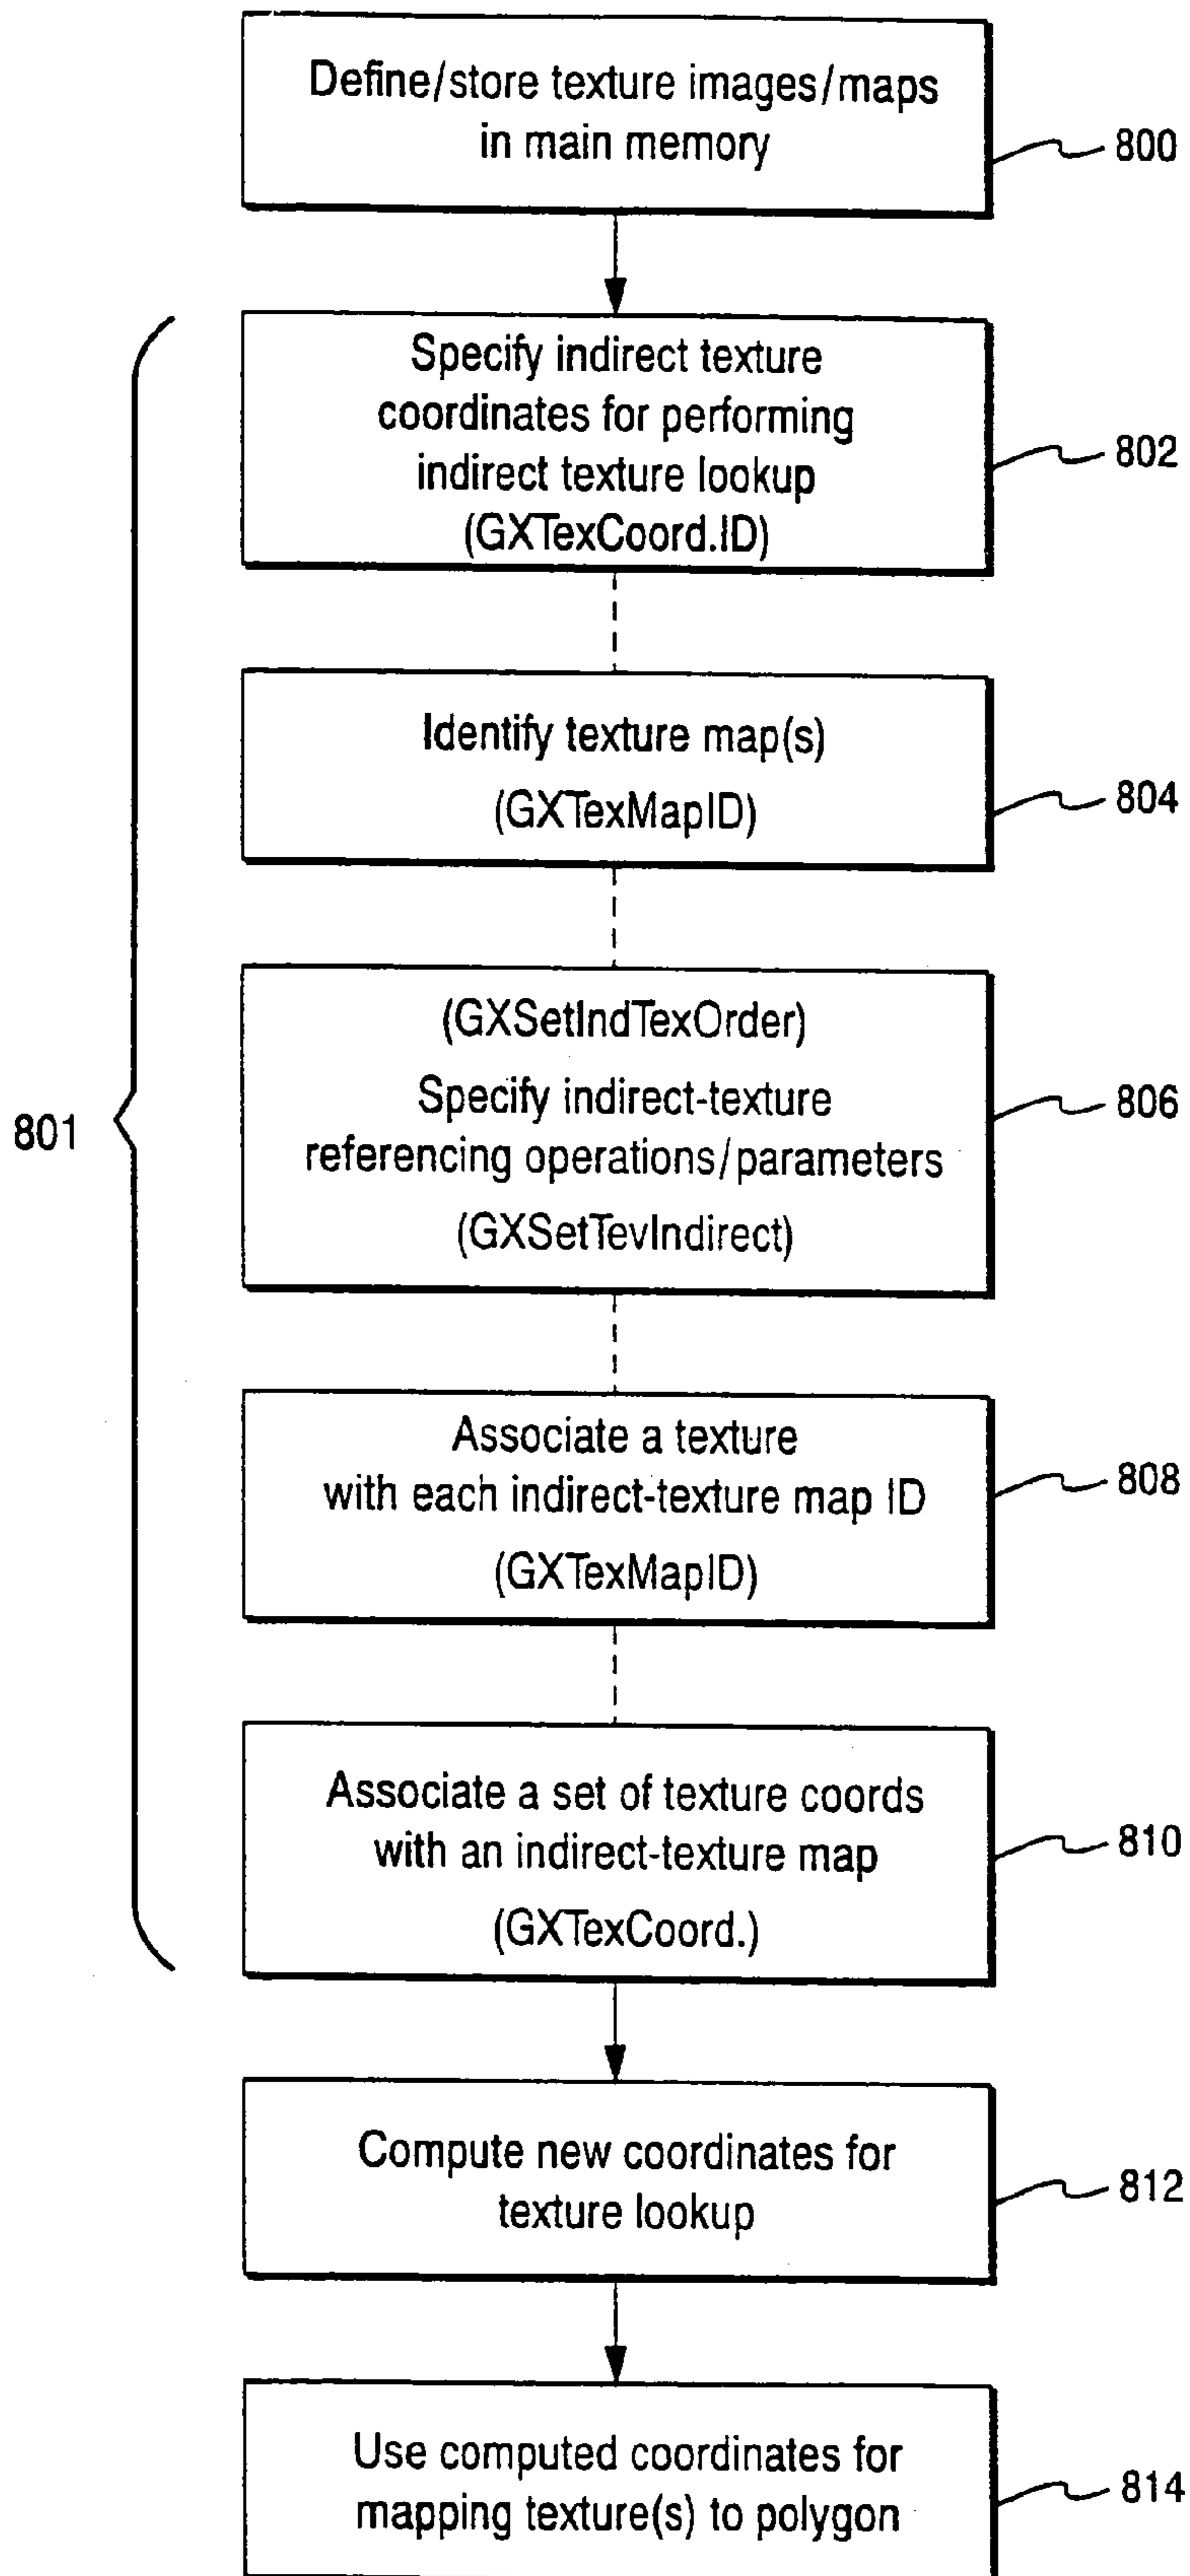 Define/store texture images/maps
in main memory
800
Specify indirect texture
coordinates for performing
indirect texture lookup
(GXTexCoord.ID)
802
Identify texture map(s)
(GXTexMapID)
804
801
(GXSetIndTexOrder)
Specify indirect-texture
referencing operations/parameters
(GXSetTevIndirect)
806
Associate a texture
with each indirect-texture map ID
(GXTexMapID)
808
Associate a set of texture coords
with an indirect-texture map
(GXTexCoord.)
810
Compute new coordinates for
texture lookup
812
Use computed coordinates for
mapping texture(s) to polygon
814